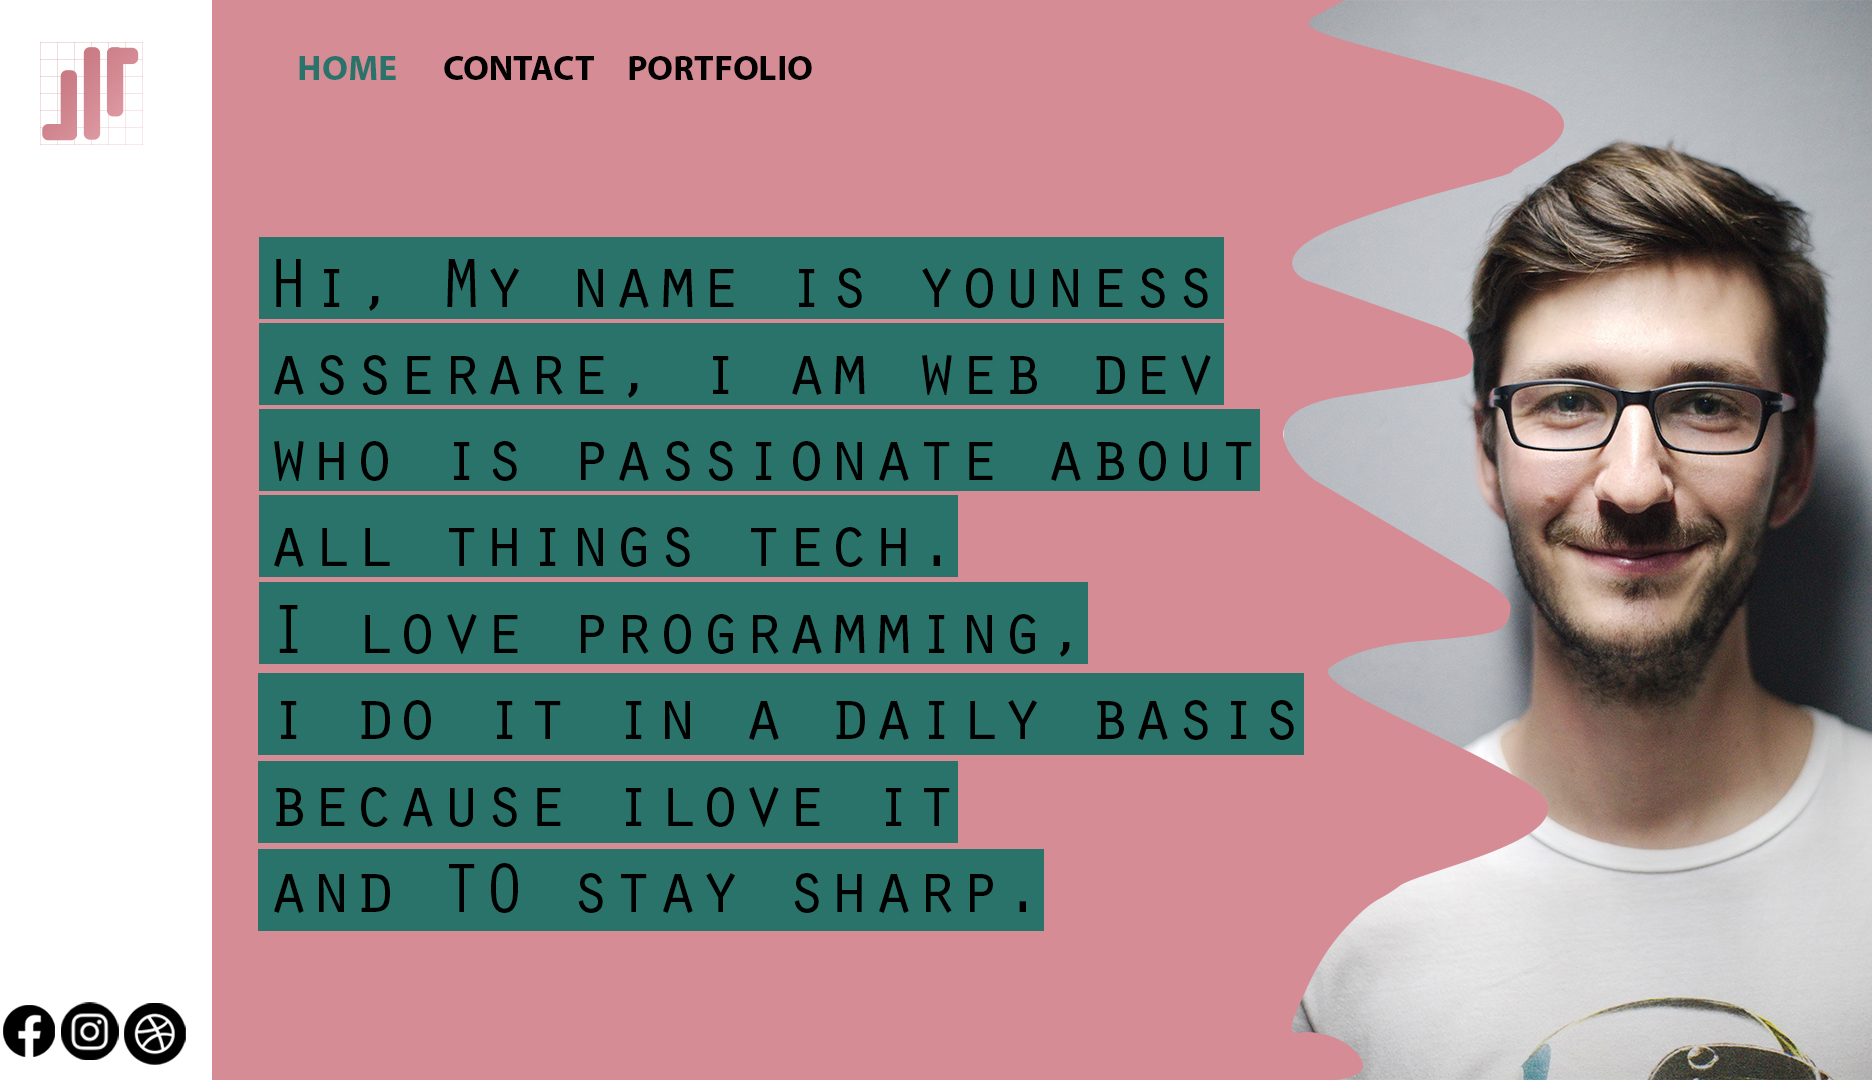 HOME CONTACT PORTFOLIO
Hi, My name is youness
asserare, i am web dev
who is passionate about
all things tech.
I love programming,
i do it in a daily basis
because ilove it
and TO stay sharp.